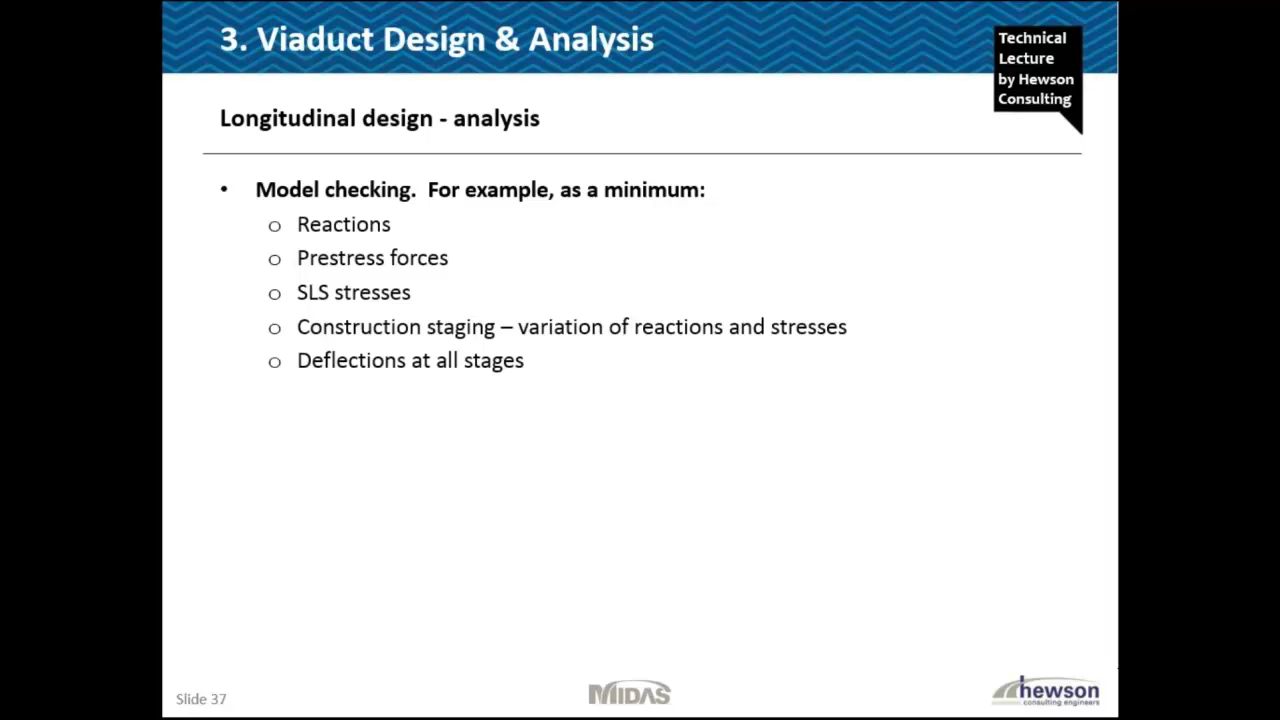 3. Viaduct Design & Analysis
Technical
Lecture
by Hewson
Consulting
Longitudinal design - analysis
• Model checking.  For example, as a minimum:
o Reactions
o Prestress forces
o SLS stresses
o Construction staging – variation of reactions and stresses
o Deflections at all stages
Slide 37
MIDAS
hewson
consulting engineers